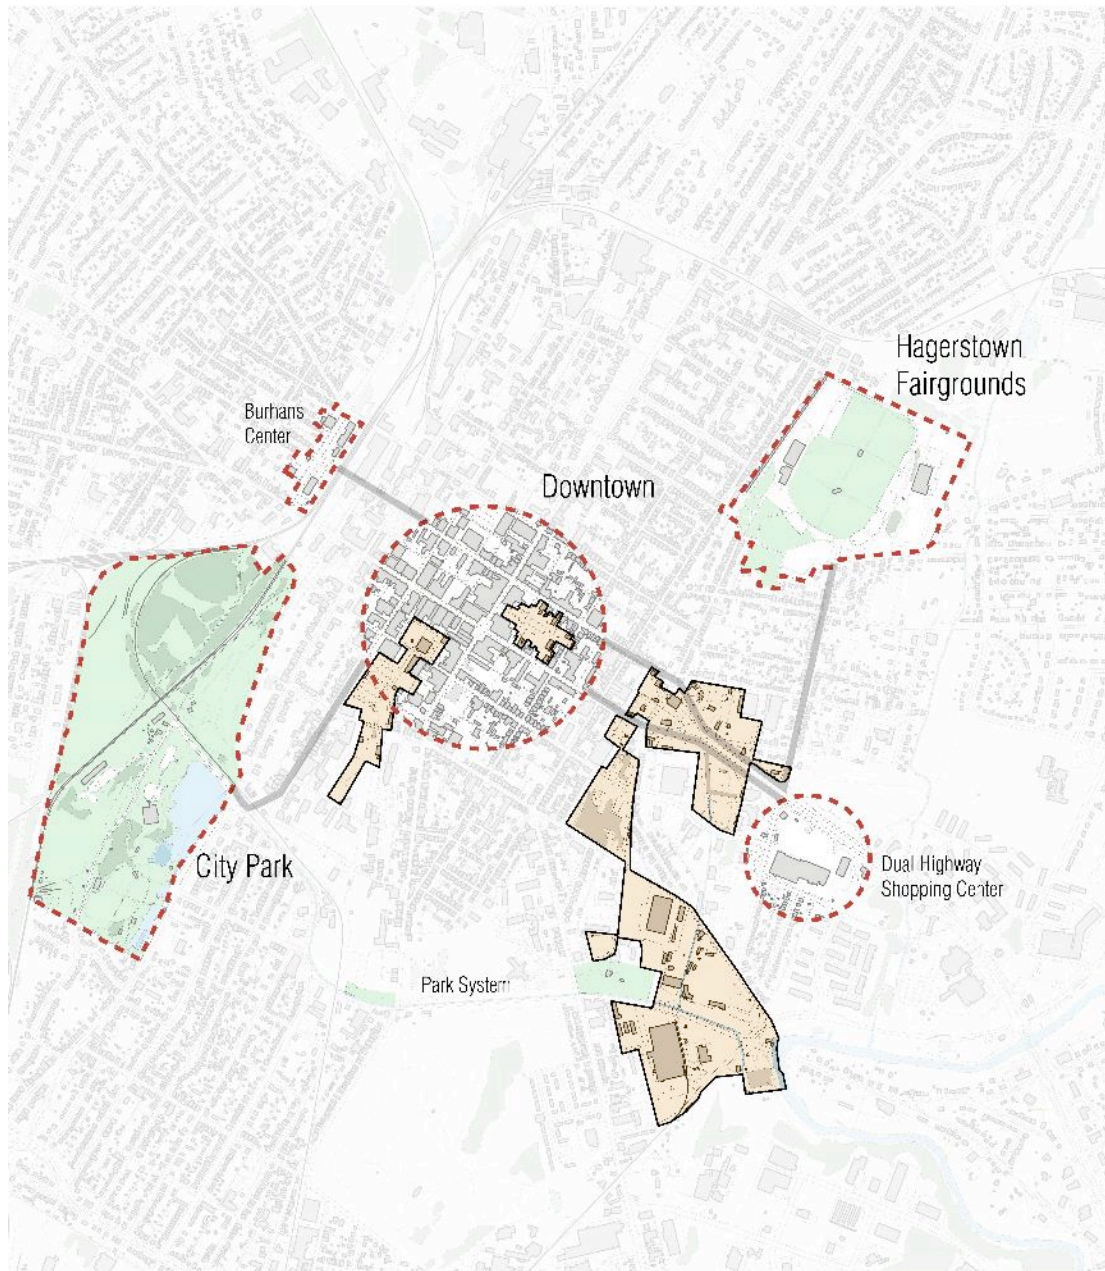 Hagerstown
Fairgrounds
Burhans
Center
Downtown
City Park
Dual Highway
Shopping Center
Park System